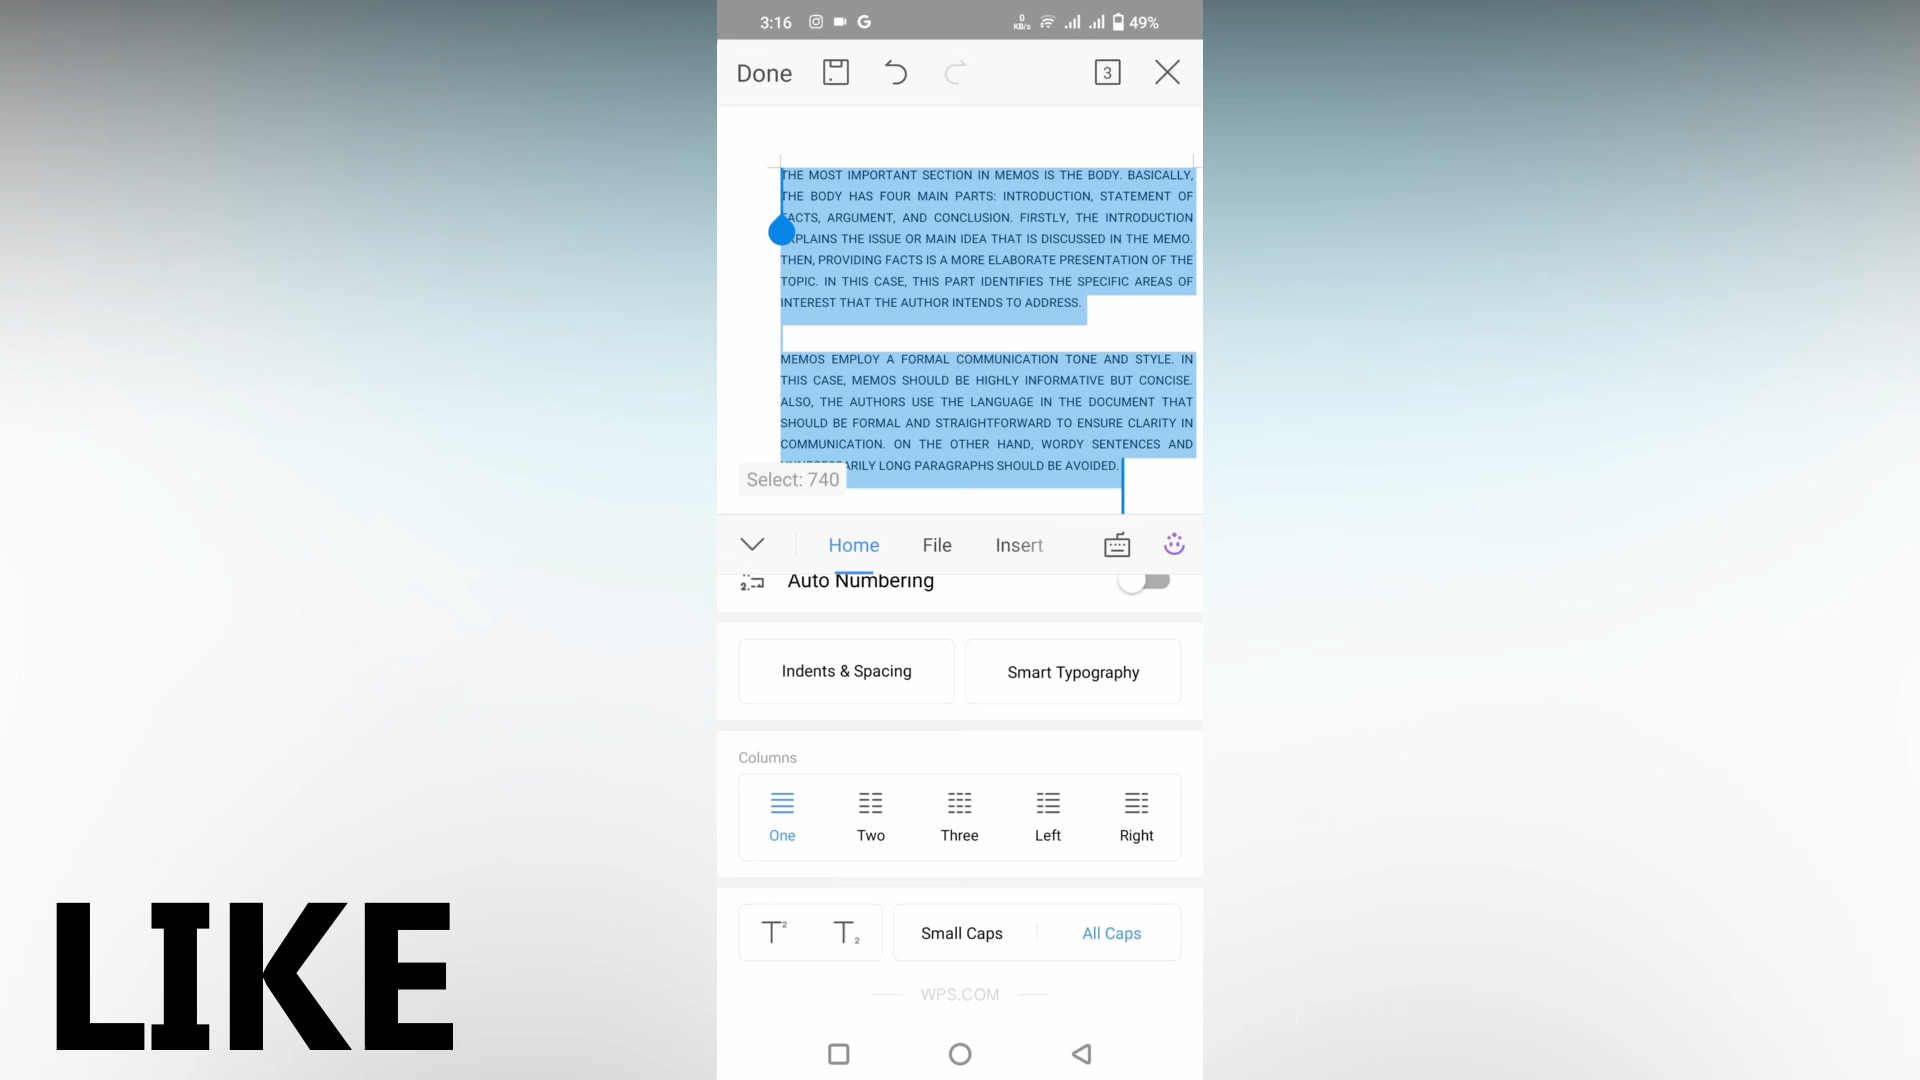 3:16
0 KB/s
49%
Done
3
THE MOST IMPORTANT SECTION IN MEMOS IS THE BODY. BASICALLY,
THE BODY HAS FOUR MAIN PARTS: INTRODUCTION, STATEMENT OF
FACTS, ARGUMENT, AND CONCLUSION. FIRSTLY, THE INTRODUCTION
EXPLAINS THE ISSUE OR MAIN IDEA THAT IS DISCUSSED IN THE MEMO.
THEN, PROVIDING FACTS IS A MORE ELABORATE PRESENTATION OF THE
TOPIC. IN THIS CASE, THIS PART IDENTIFIES THE SPECIFIC AREAS OF
INTEREST THAT THE AUTHOR INTENDS TO ADDRESS.
MEMOS EMPLOY A FORMAL COMMUNICATION TONE AND STYLE. IN
THIS CASE, MEMOS SHOULD BE HIGHLY INFORMATIVE BUT CONCISE.
ALSO, THE AUTHORS USE THE LANGUAGE IN THE DOCUMENT THAT
SHOULD BE FORMAL AND STRAIGHTFORWARD TO ENSURE CLARITY IN
COMMUNICATION. ON THE OTHER HAND, WORDY SENTENCES AND
UNNECESSARILY LONG PARAGRAPHS SHOULD BE AVOIDED.
Select: 740
Home File Insert
Auto Numbering
Indents & Spacing Smart Typography
Columns
One Two Three Left Right
T² T₂ Small Caps All Caps
WPS.COM
LIKE